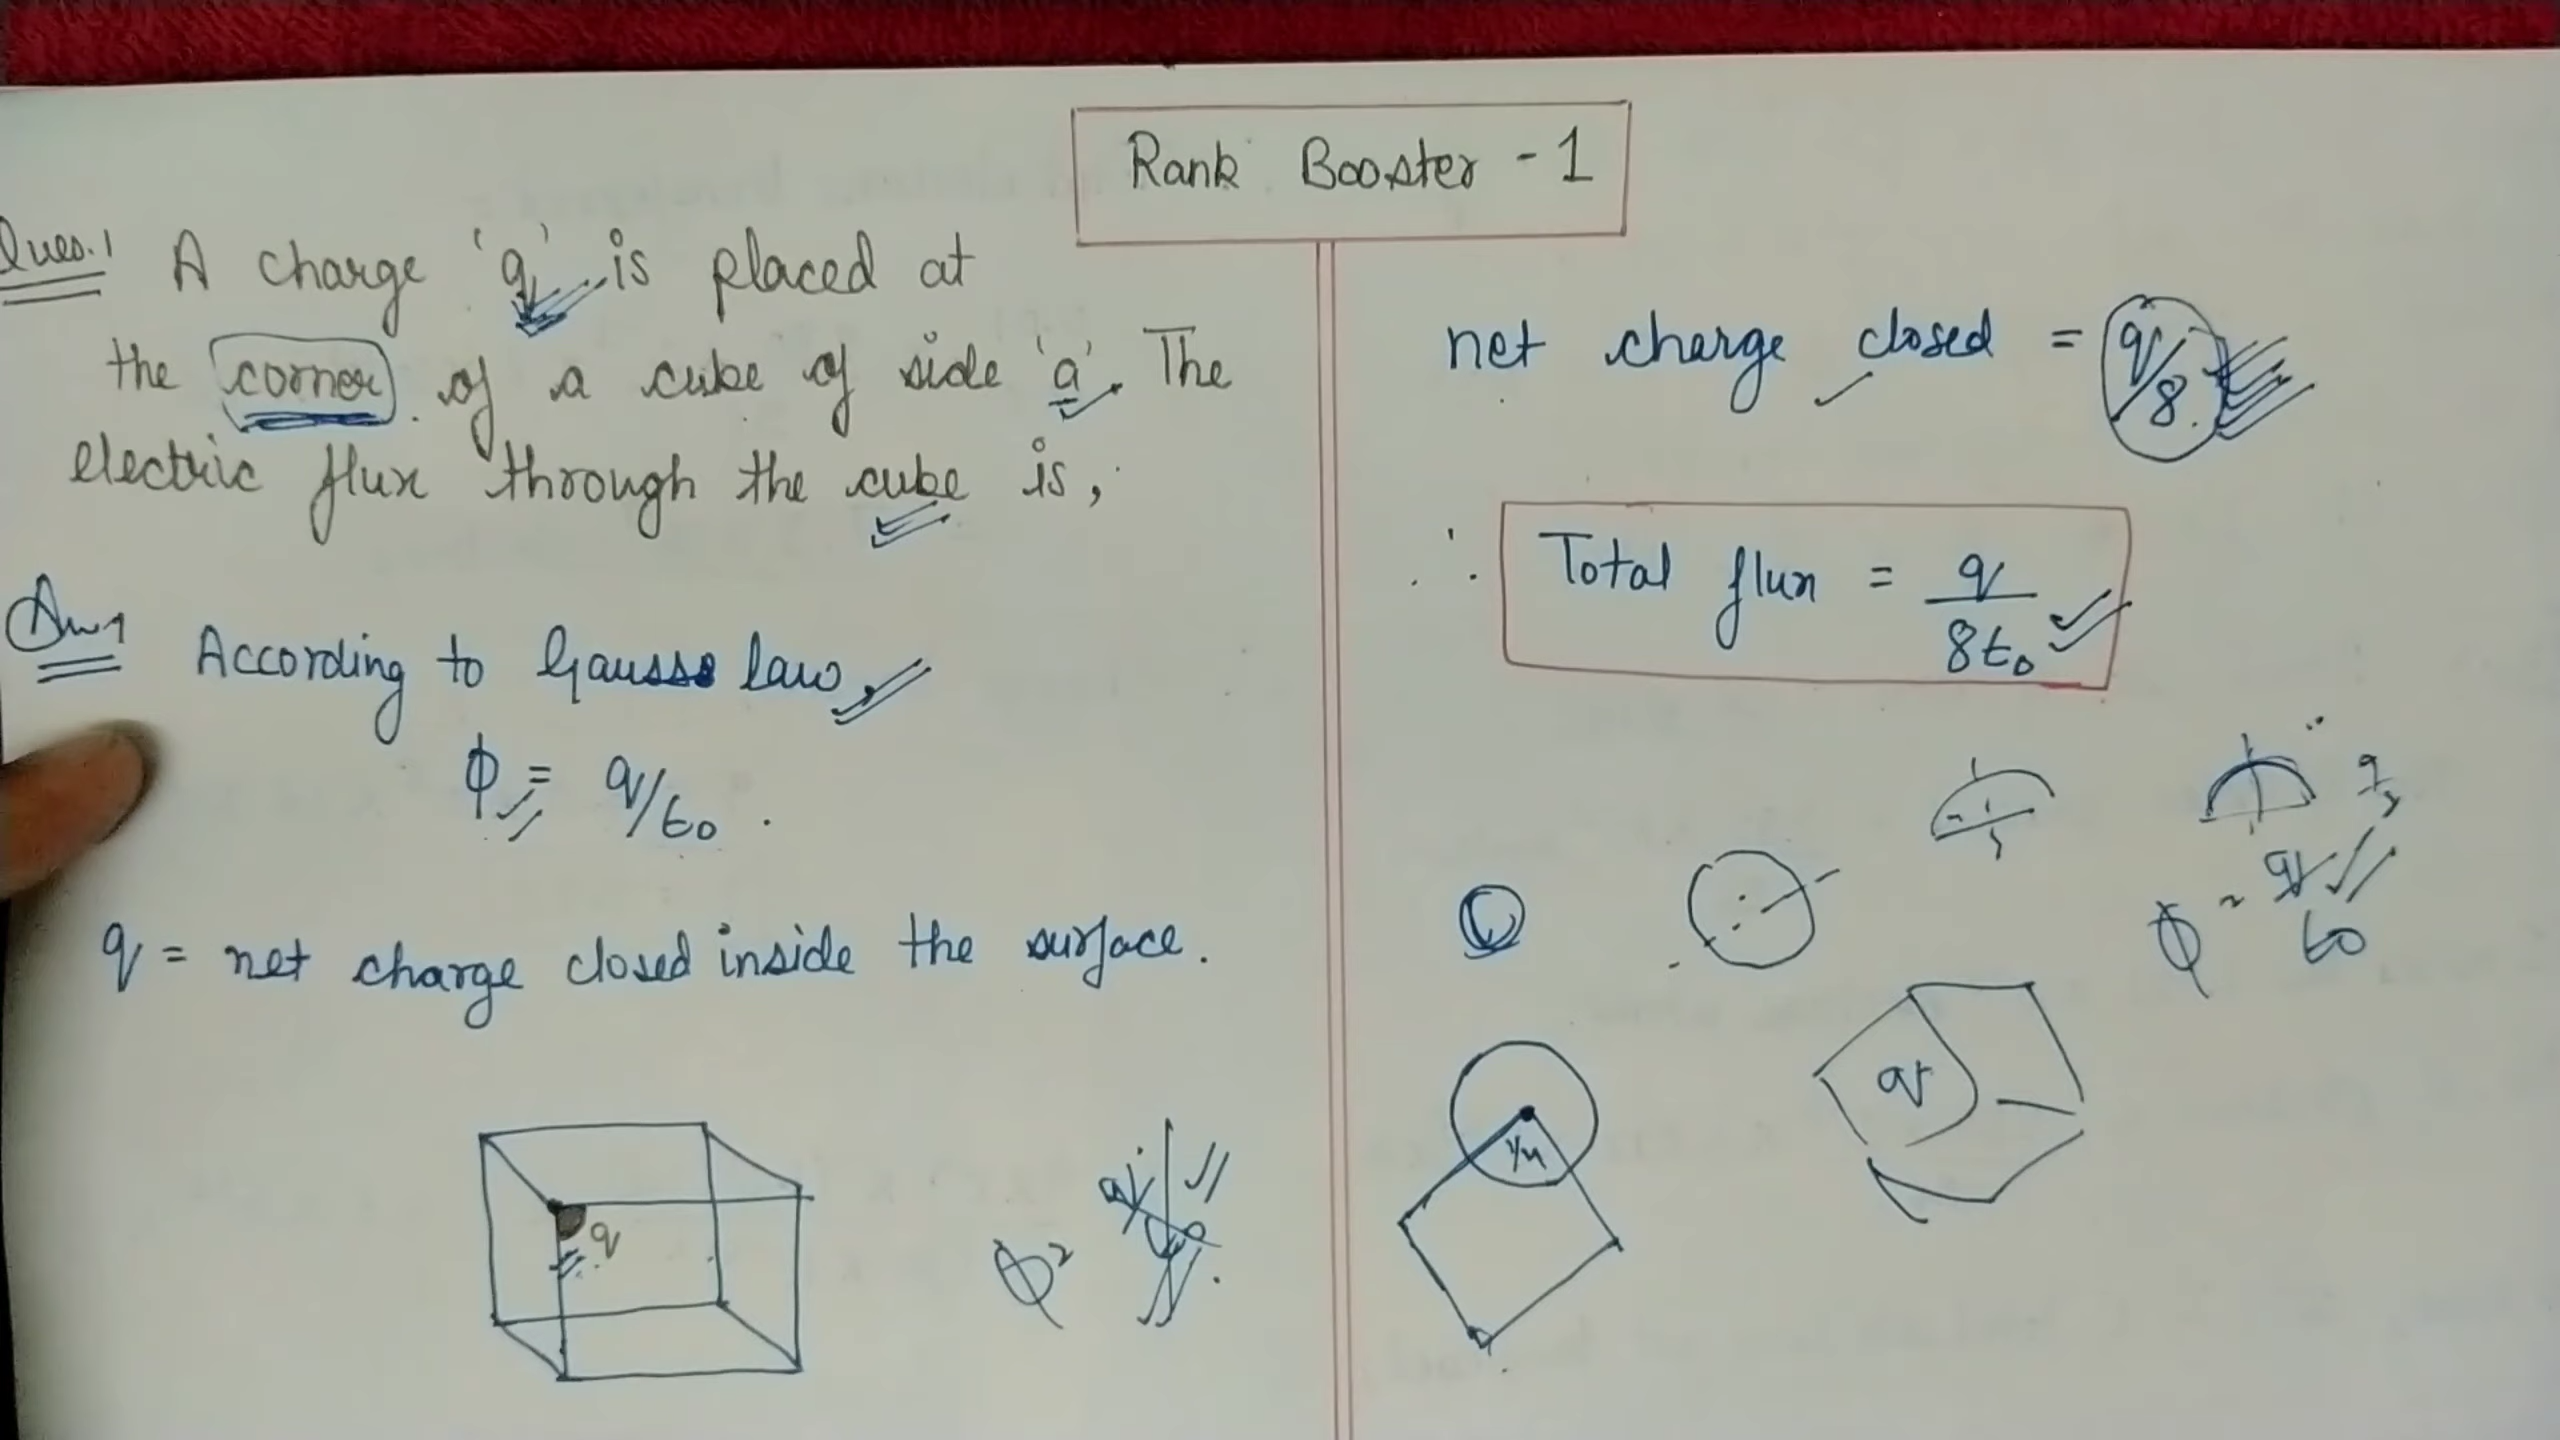 Rank Booster - 1
Ques.1 A charge 'q' is placed at
the corner of a cube of side 'a'. The
electric flux through the cube is,
Ans1 According to Gausss law,
ϕ = q/ϵ0 .
q = net charge closed inside the surface.
q
net charge closed = q/8
∴ Total flux = q/8ϵ0
ϕ = q/ϵ0
1/4
q